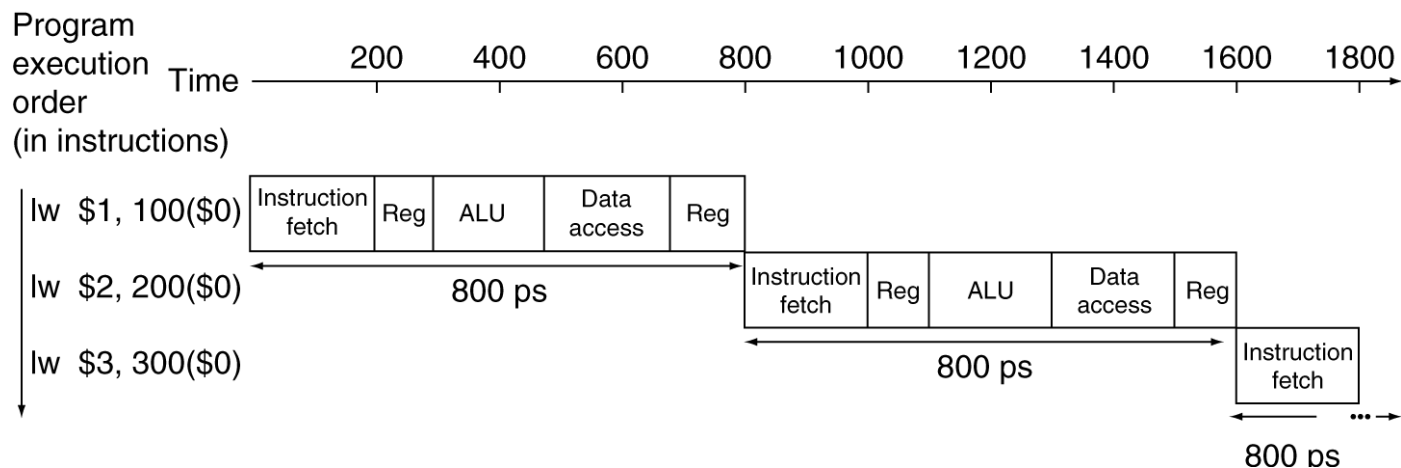 Program
execution
order
(in instructions)
Time
200 400 600 800 1000 1200 1400 1600 1800
lw $1, 100($0)
Instruction fetch
Reg
ALU
Data access
Reg
800 ps
lw $2, 200($0)
Instruction fetch
Reg
ALU
Data access
Reg
800 ps
lw $3, 300($0)
Instruction fetch
...
800 ps